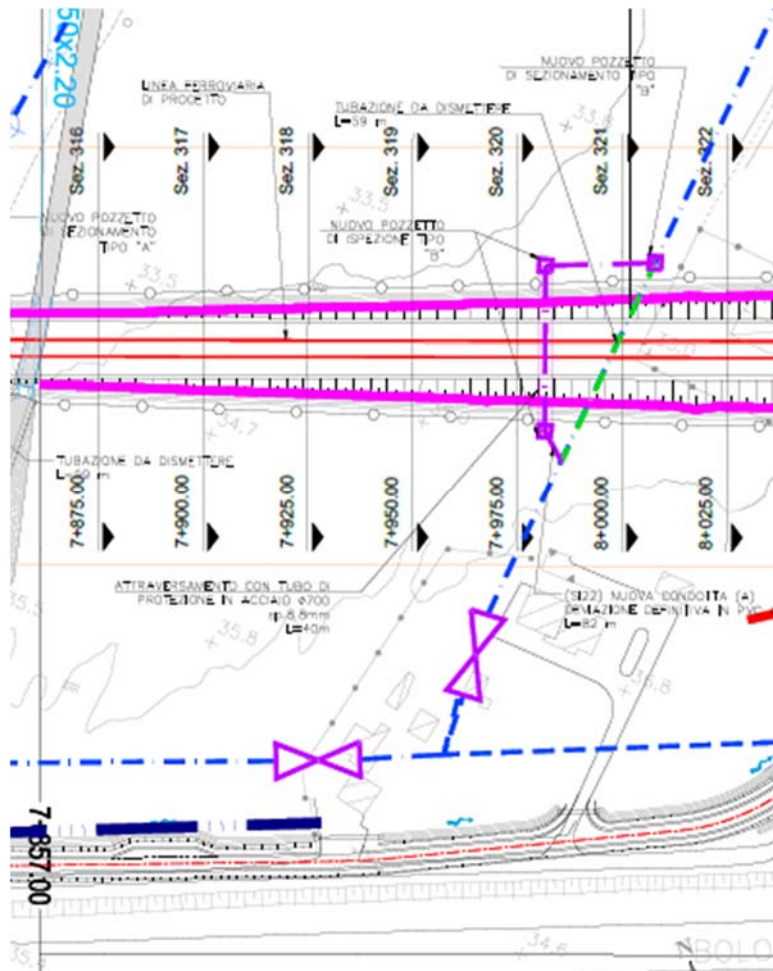 50x2.20
LINEA FERROVIARIA
DI PROGETTO
NUOVO POZZETTO
DI SEZIONAMENTO TIPO
"B"
TUBAZIONE DA DISMETTERE
L=59 m
33.5
Sez. 316
Sez. 317
Sez. 318
Sez. 319
Sez. 320
Sez. 321
Sez. 322
NUOVO POZZETTO
DI SEZIONAMENTO
TIPO "A"
NUOVO POZZETTO
DI ISPEZIONE TIPO
"B"
33.5
34.7
TUBAZIONE DA DISMETTERE
7+875.00
7+900.00
7+925.00
7+950.00
7+975.00
8+000.00
8+025.00
ATTRAVERSAMENTO CON TUBO DI
PROTEZIONE IN ACCIAIO ø700
sp.8,8mm
L=40m
(SI22) NUOVA CONDOTTA (A)
DEVIAZIONE DEFINITIVA IN PVC
L=82 m
35.5
35.8
35.8
7+857.00
35.4
34.6
N
BOLO